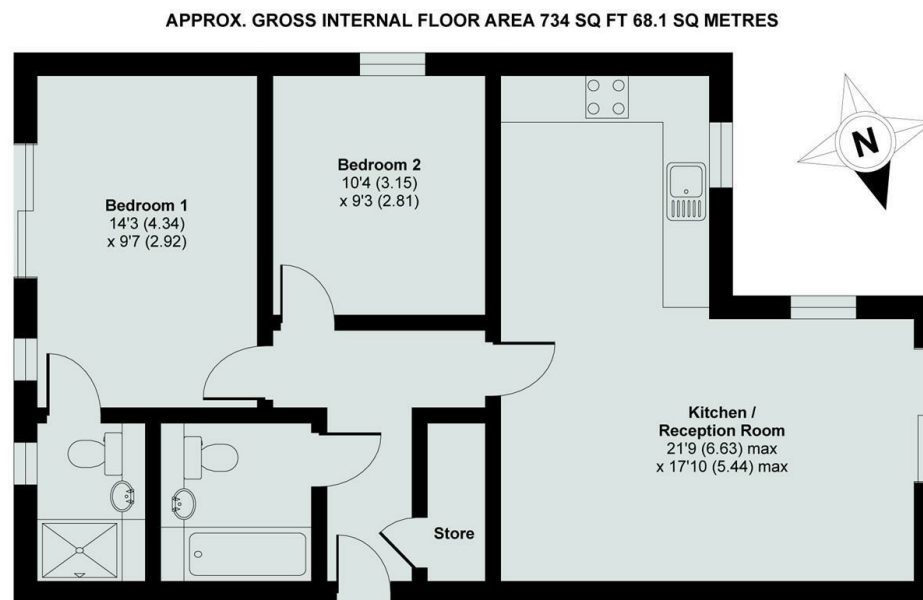 APPROX. GROSS INTERNAL FLOOR AREA 734 SQ FT 68.1 SQ METRES
N
Bedroom 1
14'3 (4.34)
x 9'7 (2.92)
Bedroom 2
10'4 (3.15)
x 9'3 (2.81)
Kitchen /
Reception Room
21'9 (6.63) max
x 17'10 (5.44) max
Store